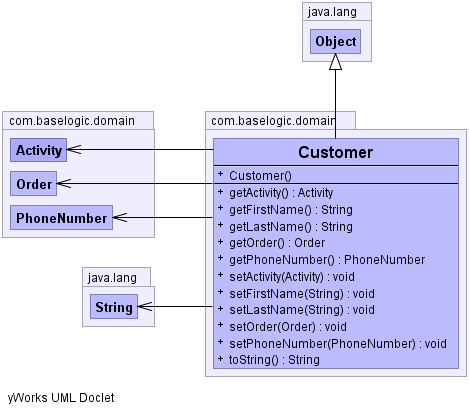 java.lang
Object
com.baselogic.domain
Activity
Order
PhoneNumber
java.lang
String
com.baselogic.domain
Customer
+ Customer()
+ getActivity() : Activity
+ getFirstName() : String
+ getLastName() : String
+ getOrder() : Order
+ getPhoneNumber() : PhoneNumber
+ setActivity(Activity) : void
+ setFirstName(String) : void
+ setLastName(String) : void
+ setOrder(Order) : void
+ setPhoneNumber(PhoneNumber) : void
+ toString() : String
yWorks UML Doclet